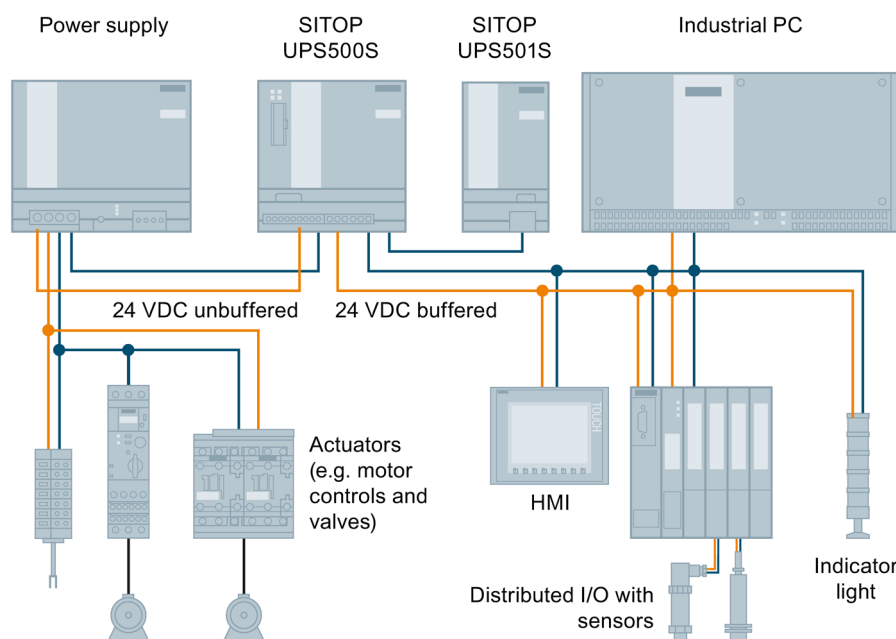 Power supply
SITOP
UPS500S
SITOP
UPS501S
Industrial PC
24 VDC unbuffered
24 VDC buffered
TOUCH
Actuators
(e.g. motor
controls and
valves)
HMI
Distributed I/O with
sensors
Indicator
light